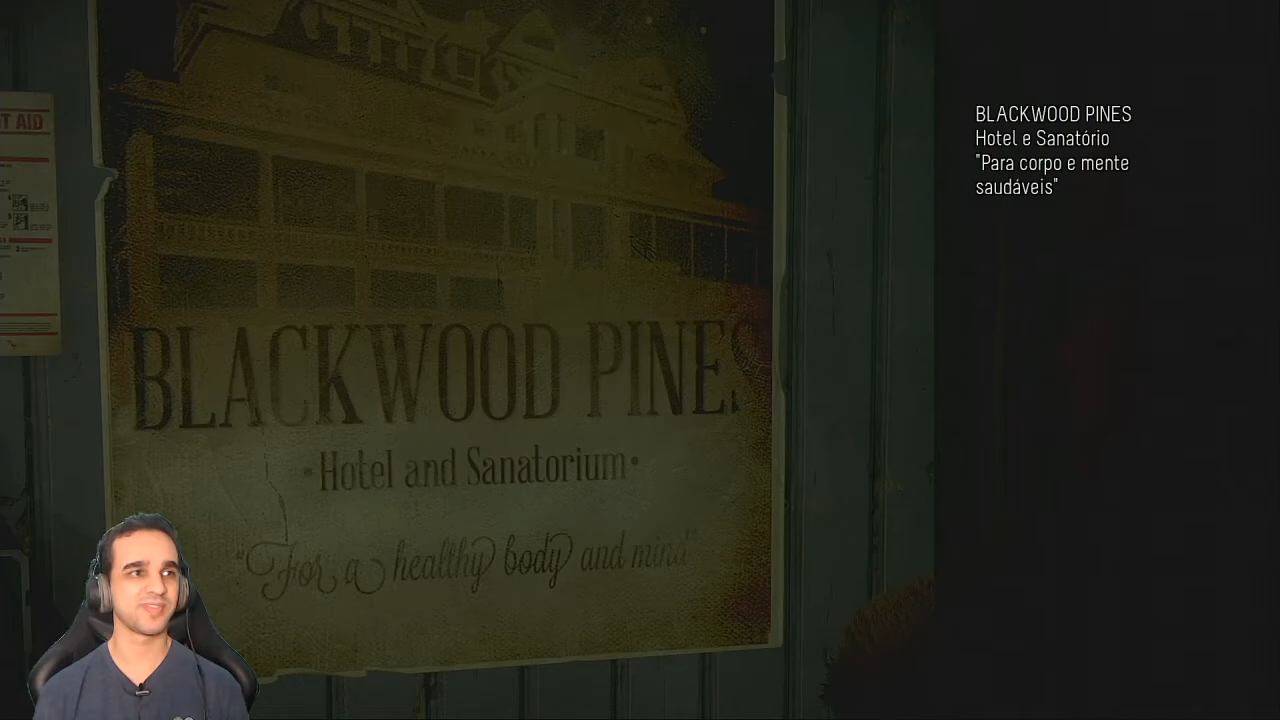 T AID
BLACKWOOD PINES
Hotel and Sanatorium
"For a healthy body and mind"
BLACKWOOD PINES
Hotel e Sanatório
"Para corpo e mente
saudáveis"